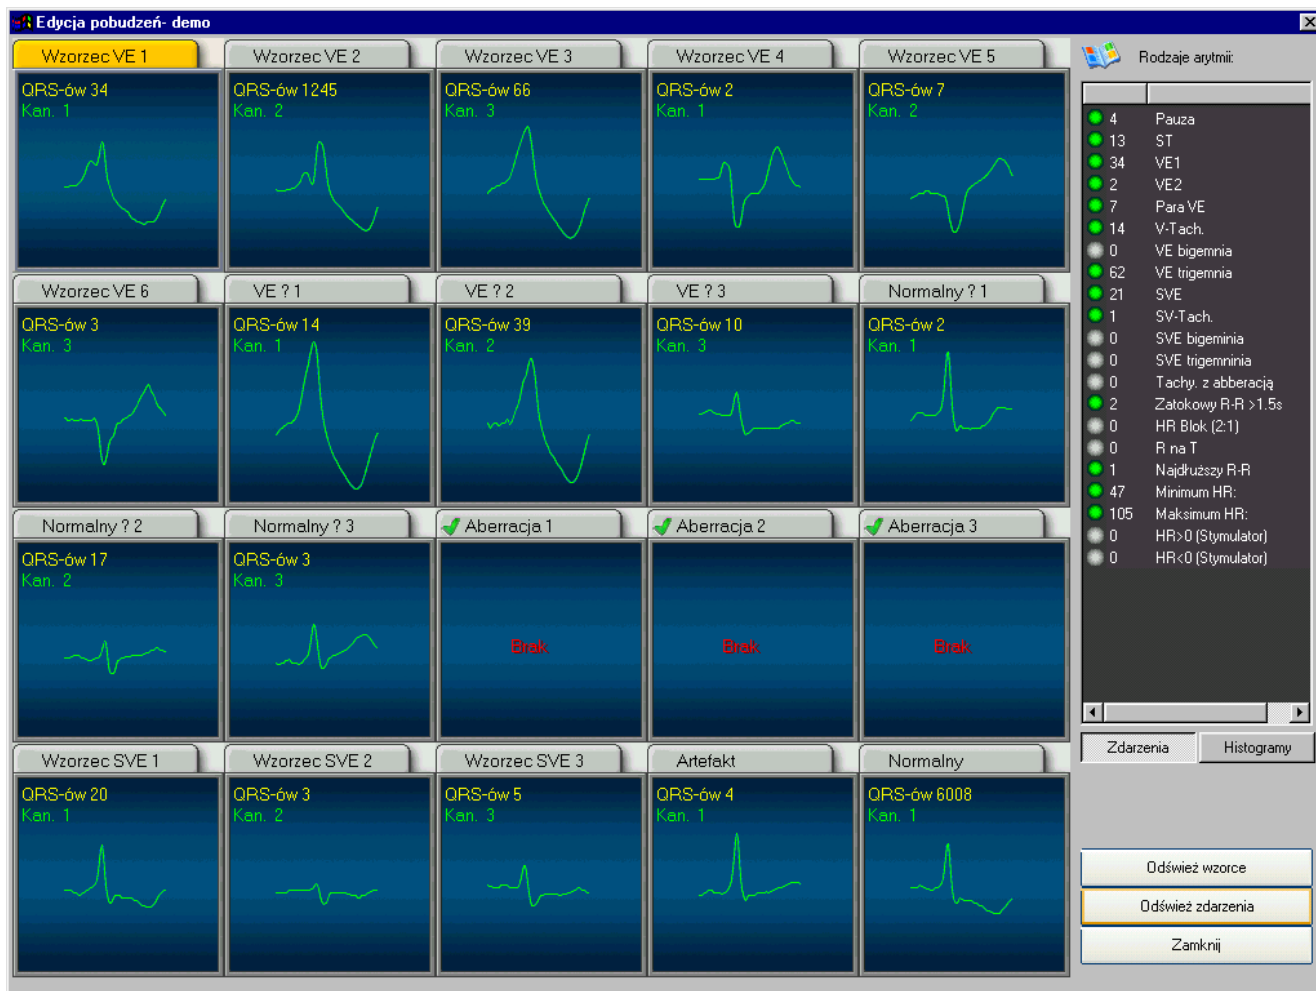 Edycja pobudzeń- demo
Wzorzec VE 1
Wzorzec VE 2
Wzorzec VE 3
Wzorzec VE 4
Wzorzec VE 5
QRS-ów 34
Kan. 1
QRS-ów 1245
Kan. 2
QRS-ów 66
Kan. 3
QRS-ów 2
Kan. 1
QRS-ów 7
Kan. 2
Wzorzec VE 6
VE ? 1
VE ? 2
VE ? 3
Normalny ? 1
QRS-ów 3
Kan. 3
QRS-ów 14
Kan. 1
QRS-ów 39
Kan. 2
QRS-ów 10
Kan. 3
QRS-ów 2
Kan. 1
Normalny ? 2
Normalny ? 3
Aberracja 1
Aberracja 2
Aberracja 3
QRS-ów 17
Kan. 2
QRS-ów 3
Kan. 3
Brak
Brak
Brak
Wzorzec SVE 1
Wzorzec SVE 2
Wzorzec SVE 3
Artefakt
Normalny
QRS-ów 20
Kan. 1
QRS-ów 3
Kan. 2
QRS-ów 5
Kan. 3
QRS-ów 4
Kan. 1
QRS-ów 6008
Kan. 1
Rodzaje arytmii:
4 Pauza
13 ST
34 VE1
2 VE2
7 Para VE
14 V-Tach.
0 VE bigemnia
62 VE trigemnia
21 SVE
1 SV-Tach.
0 SVE bigeminia
0 SVE trigemninia
0 Tachy. z abberacją
2 Zatokowy R-R >1.5s
0 HR Blok (2:1)
0 R na T
1 Najdłuższy R-R
47 Minimum HR:
105 Maksimum HR:
0 HR>0 (Stymulator)
0 HR<0 (Stymulator)
Zdarzenia
Histogramy
Odśwież wzorce
Odśwież zdarzenia
Zamknij